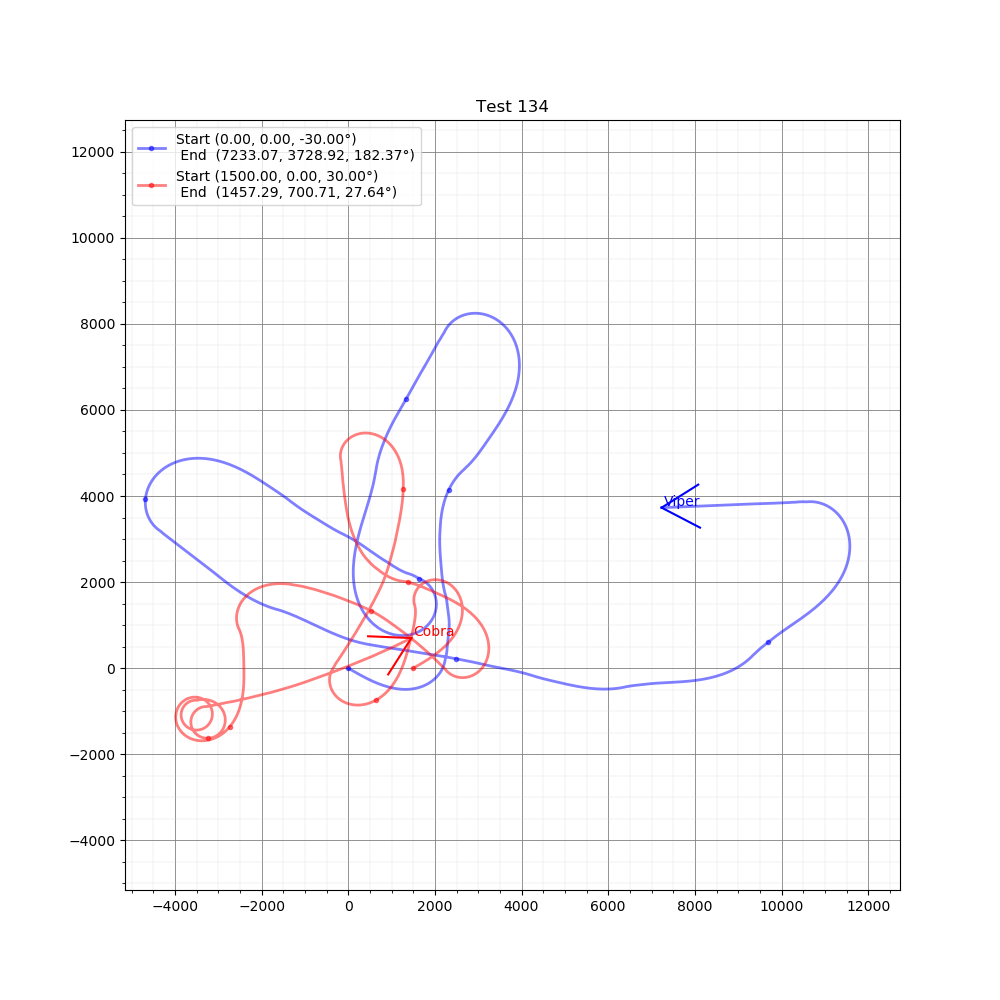 Test 134
Start (0.00, 0.00, -30.00°)
End (7233.07, 3728.92, 182.37°)
Start (1500.00, 0.00, 30.00°)
End (1457.29, 700.71, 27.64°)
12000
10000
8000
6000
4000
2000
0
−2000
−4000
Viper
Cobra
−4000 −2000 0 2000 4000 6000 8000 10000 12000